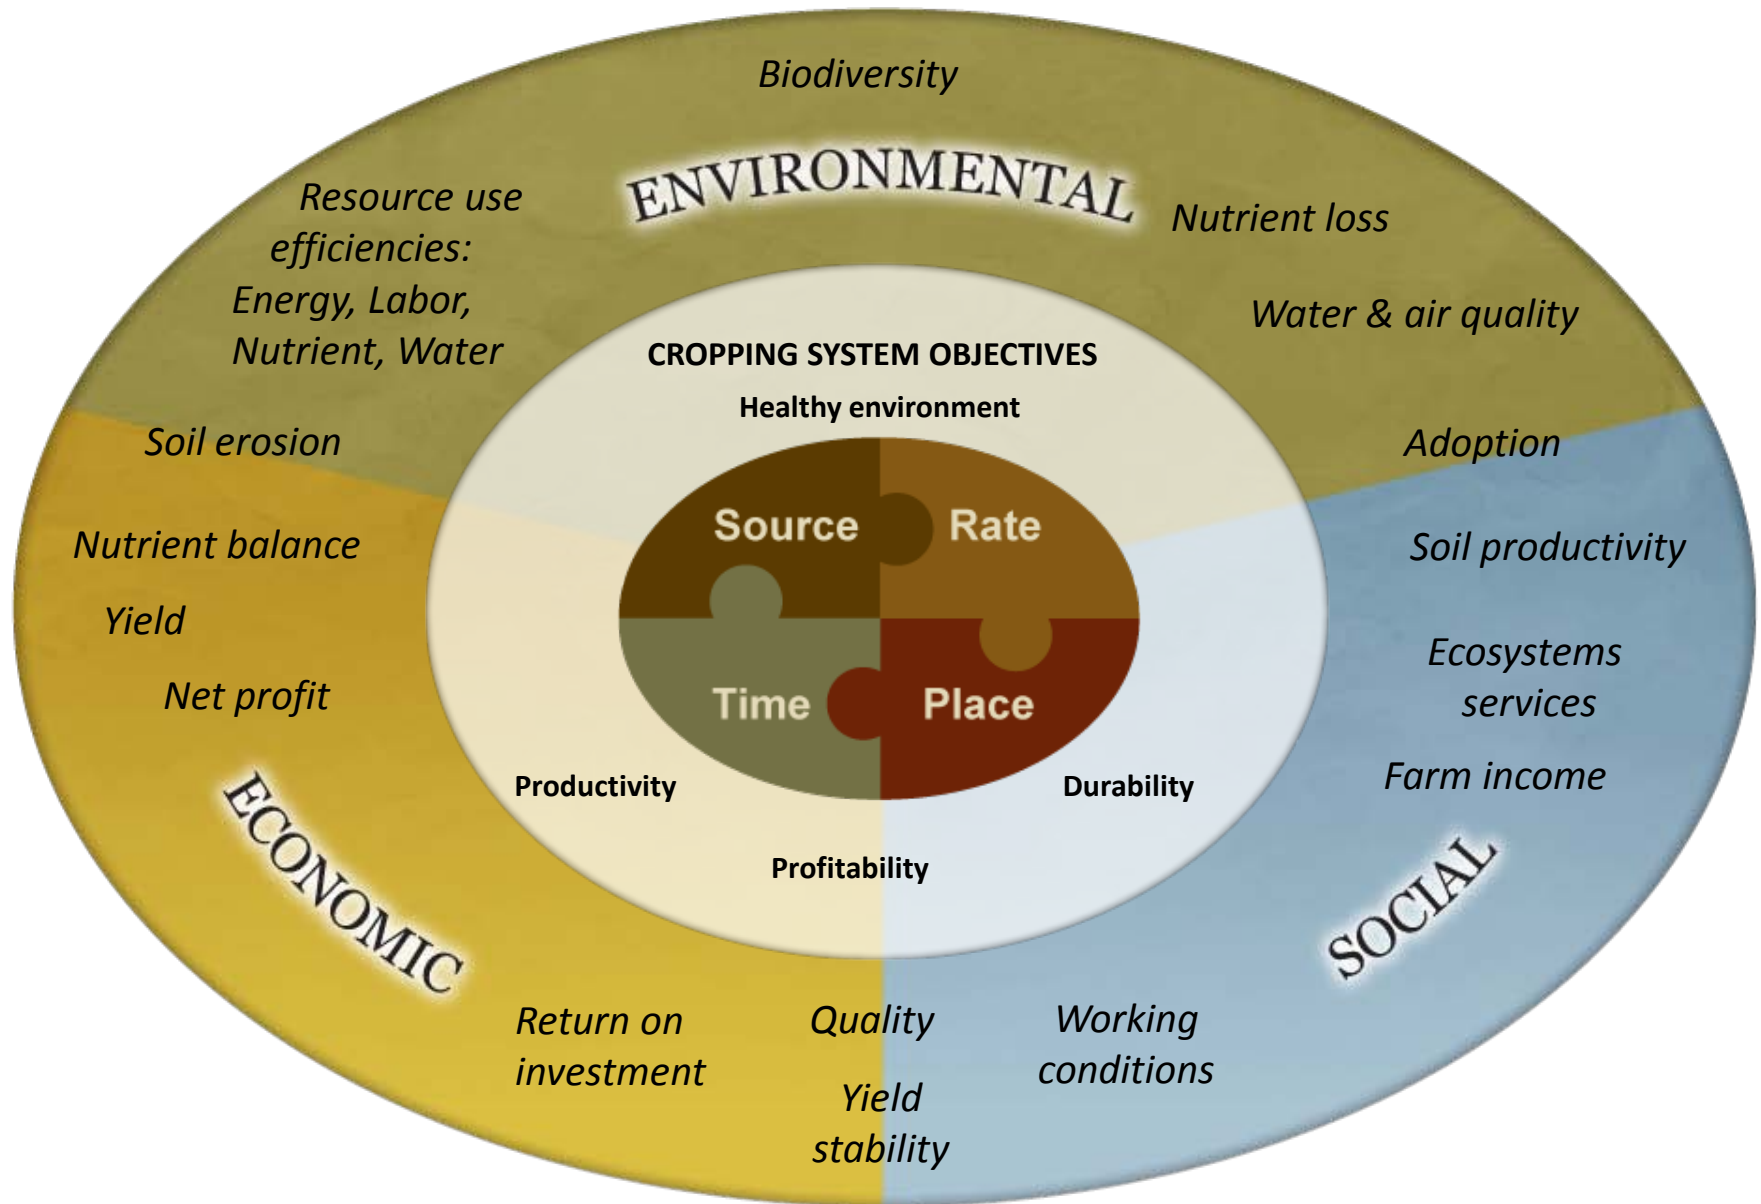 Biodiversity
ENVIRONMENTAL
Resource use
efficiencies:
Energy, Labor,
Nutrient, Water
Nutrient loss
Water & air quality
CROPPING SYSTEM OBJECTIVES
Healthy environment
Soil erosion
Adoption
Source
Rate
Nutrient balance
Soil productivity
Yield
Ecosystems
services
Net profit
Time
Place
Productivity
Durability
Farm income
Profitability
ECONOMIC
SOCIAL
Return on
investment
Quality
Yield
stability
Working
conditions